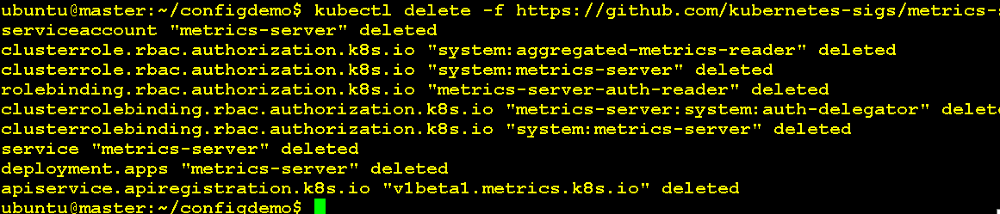 ubuntu@master:~/configdemo$ kubectl delete -f https://github.com/kubernetes-sigs/metrics-s
serviceaccount "metrics-server" deleted
clusterrole.rbac.authorization.k8s.io "system:aggregated-metrics-reader" deleted
clusterrole.rbac.authorization.k8s.io "system:metrics-server" deleted
rolebinding.rbac.authorization.k8s.io "metrics-server-auth-reader" deleted
clusterrolebinding.rbac.authorization.k8s.io "metrics-server:system:auth-delegator" delete
clusterrolebinding.rbac.authorization.k8s.io "system:metrics-server" deleted
service "metrics-server" deleted
deployment.apps "metrics-server" deleted
apiservice.apiregistration.k8s.io "v1beta1.metrics.k8s.io" deleted
ubuntu@master:~/configdemo$